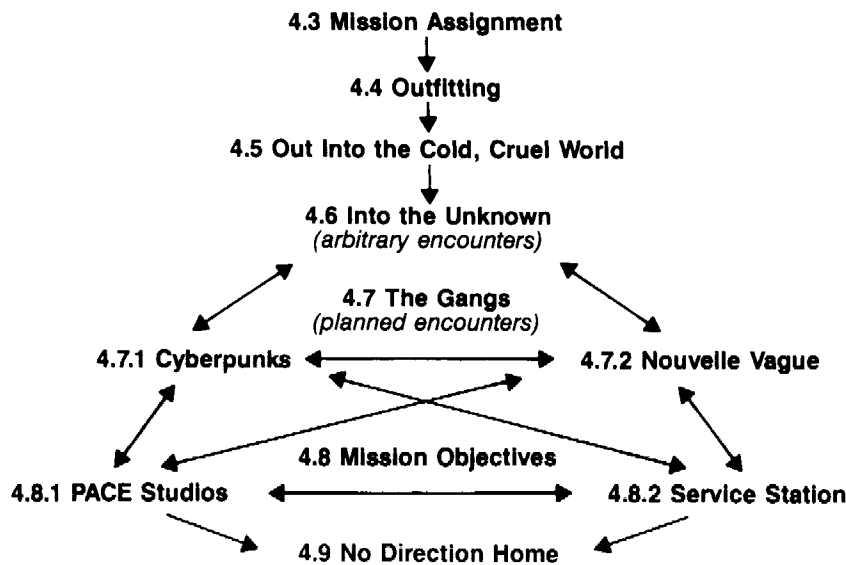 4.3 Mission Assignment
4.4 Outfitting
4.5 Out Into the Cold, Cruel World
4.6 Into the Unknown
(arbitrary encounters)
4.7 The Gangs
(planned encounters)
4.7.1 Cyberpunks
4.7.2 Nouvelle Vague
4.8 Mission Objectives
4.8.1 PACE Studios
4.8.2 Service Station
4.9 No Direction Home